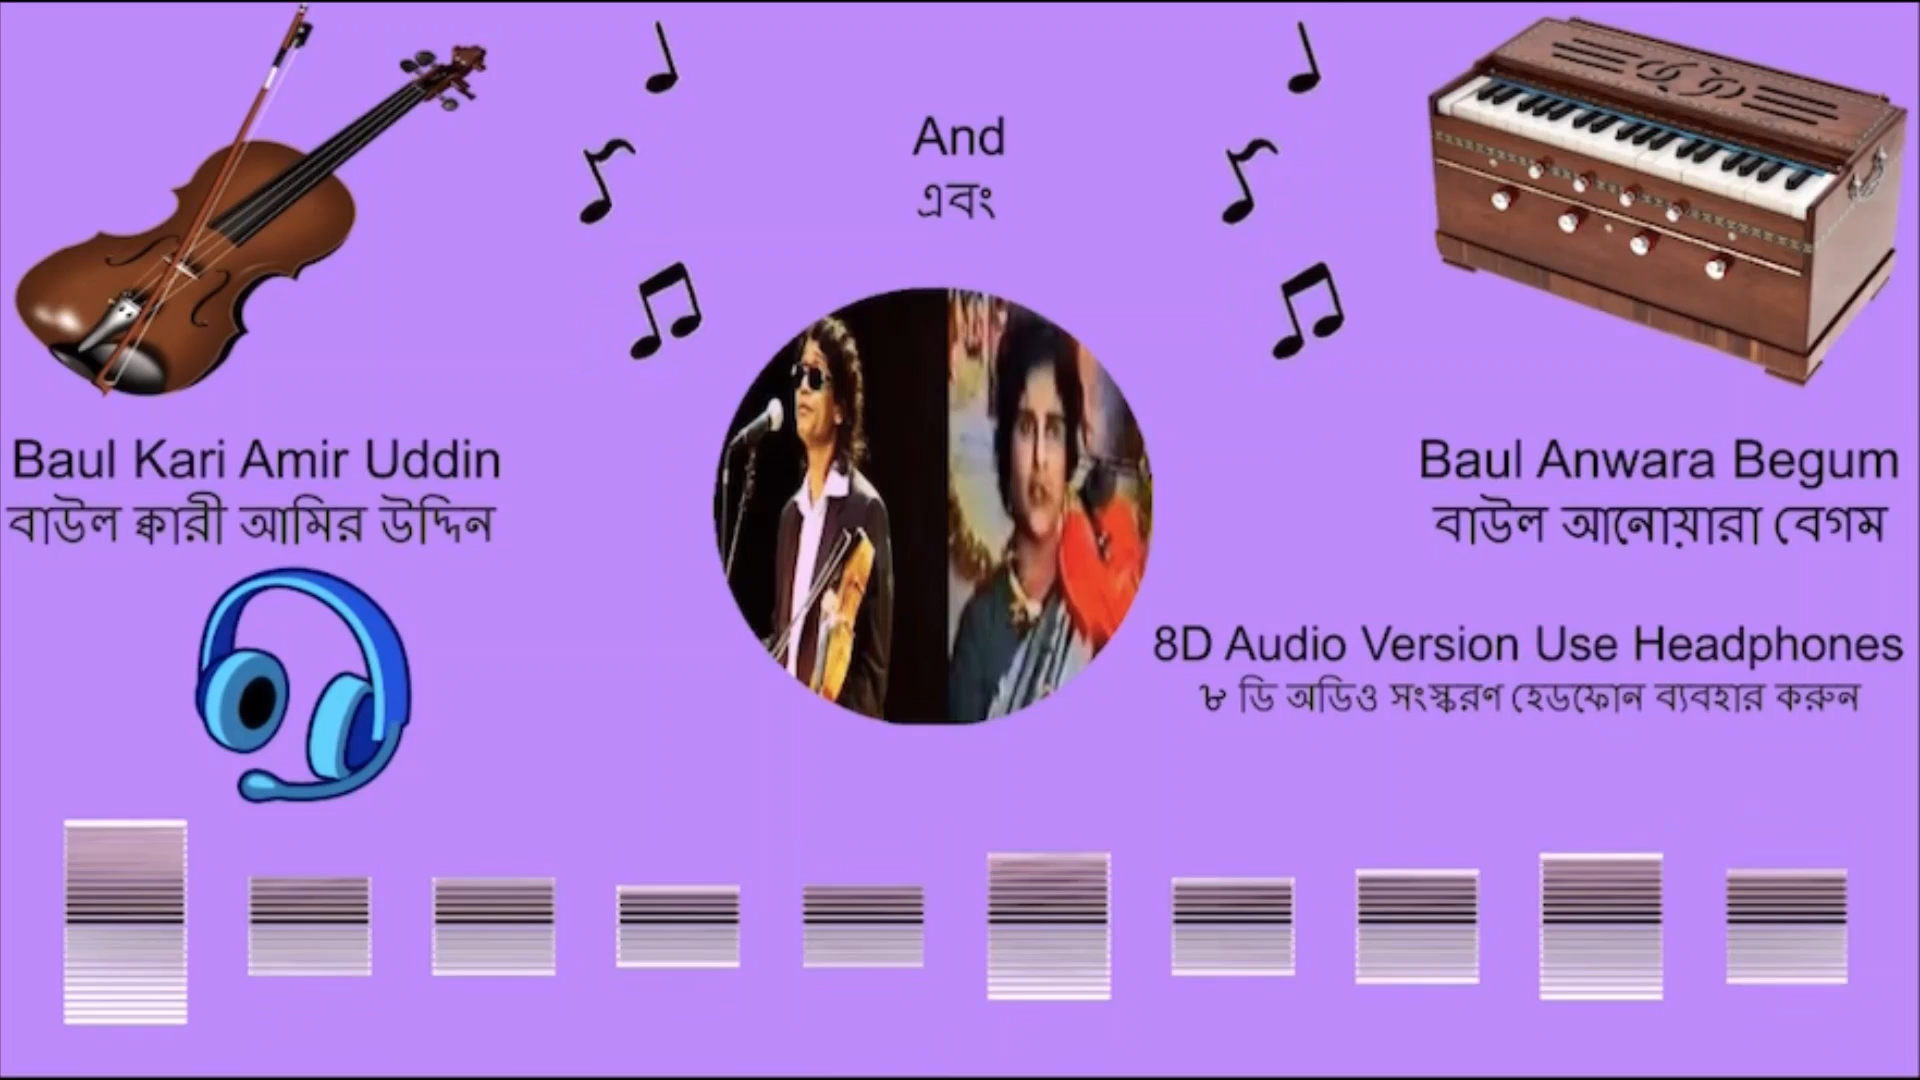 And
এবং
Baul Kari Amir Uddin
বাউল ক্বারী আমির উদ্দিন
Baul Anwara Begum
বাউল আনোয়ারা বেগম
8D Audio Version Use Headphones
৮ ডি অডিও সংস্করণ হেডফোন ব্যবহার করুন